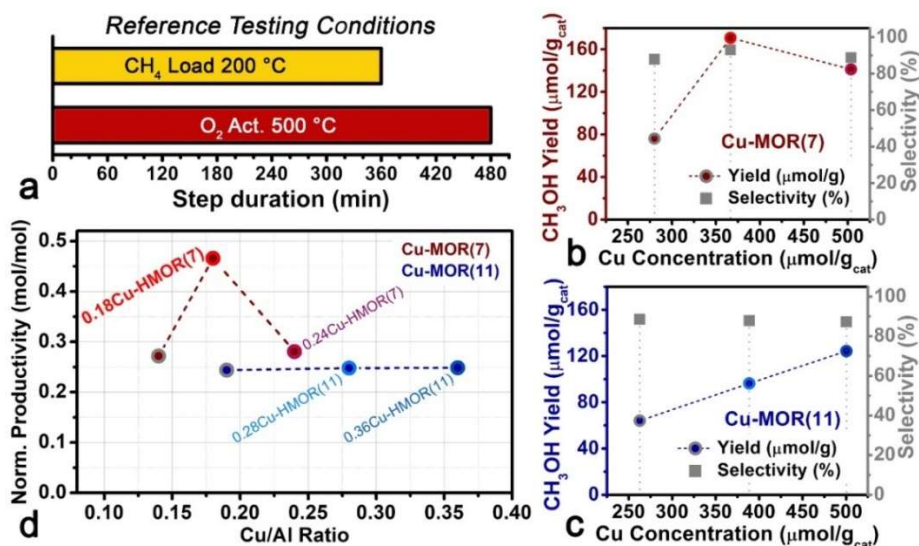 Reference Testing Conditions
CH₄ Load 200 °C
O₂ Act. 500 °C
0 60 120 180 240 300 360 420 480
Step duration (min)
a
CH₃OH Yield (μmol/g_cat)
160
120
80
40
0
100
80
60
40
20
0
Selectivity (%)
Cu-MOR(7)
Yield (μmol/g)
Selectivity (%)
250 300 350 400 450 500
Cu Concentration (μmol/g_cat)
b
Norm. Productivity (mol/mol)
0.5
0.4
0.3
0.2
0.1
0.0
Cu-MOR(7)
Cu-MOR(11)
0.18Cu-HMOR(7)
0.24Cu-HMOR(7)
0.28Cu-HMOR(11)
0.36Cu-HMOR(11)
0.10 0.15 0.20 0.25 0.30 0.35 0.40
Cu/Al Ratio
d
CH₃OH Yield (μmol/g_cat)
160
120
80
40
0
100
80
60
40
20
0
Selectivity (%)
Cu-MOR(11)
Yield (μmol/g)
Selectivity (%)
250 300 350 400 450 500
Cu Concentration (μmol/g_cat)
c